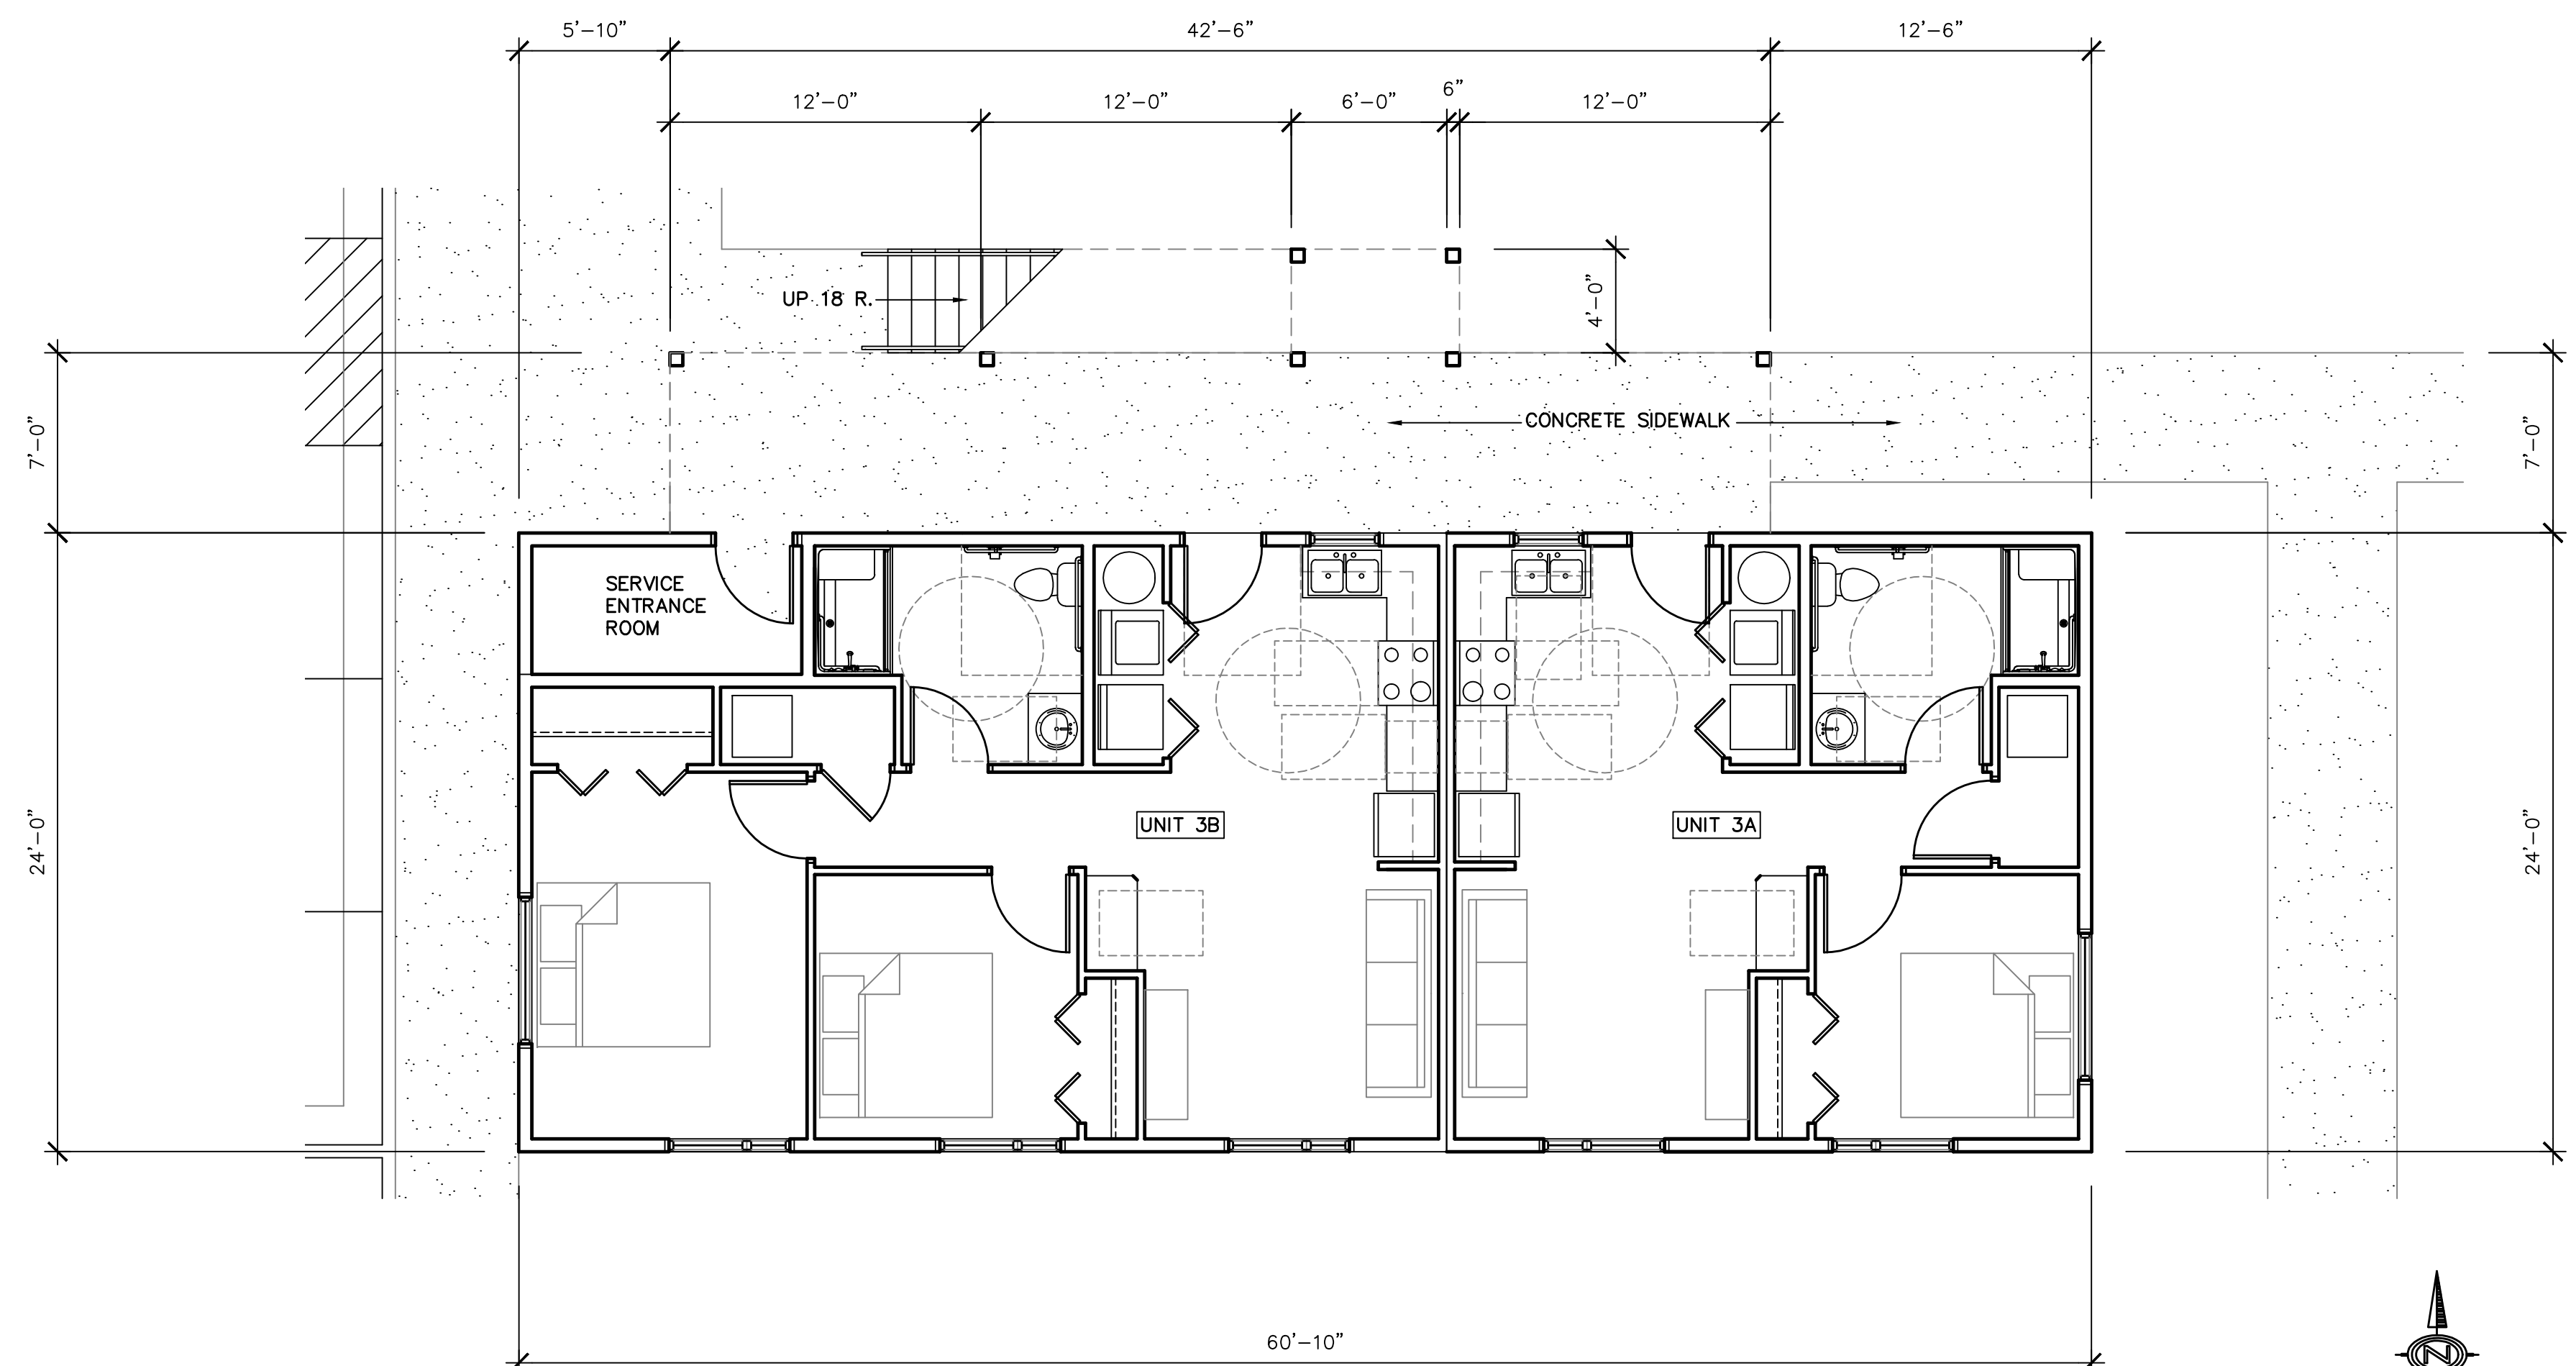 5'-10"
42'-6"
12'-6"
12'-0"
12'-0"
6'-0"
6"
12'-0"
UP 18 R.
4'-0"
7'-0"
CONCRETE SIDEWALK
7'-0"
SERVICE
ENTRANCE
ROOM
24'-0"
UNIT 3B
UNIT 3A
24'-0"
60'-10"
N